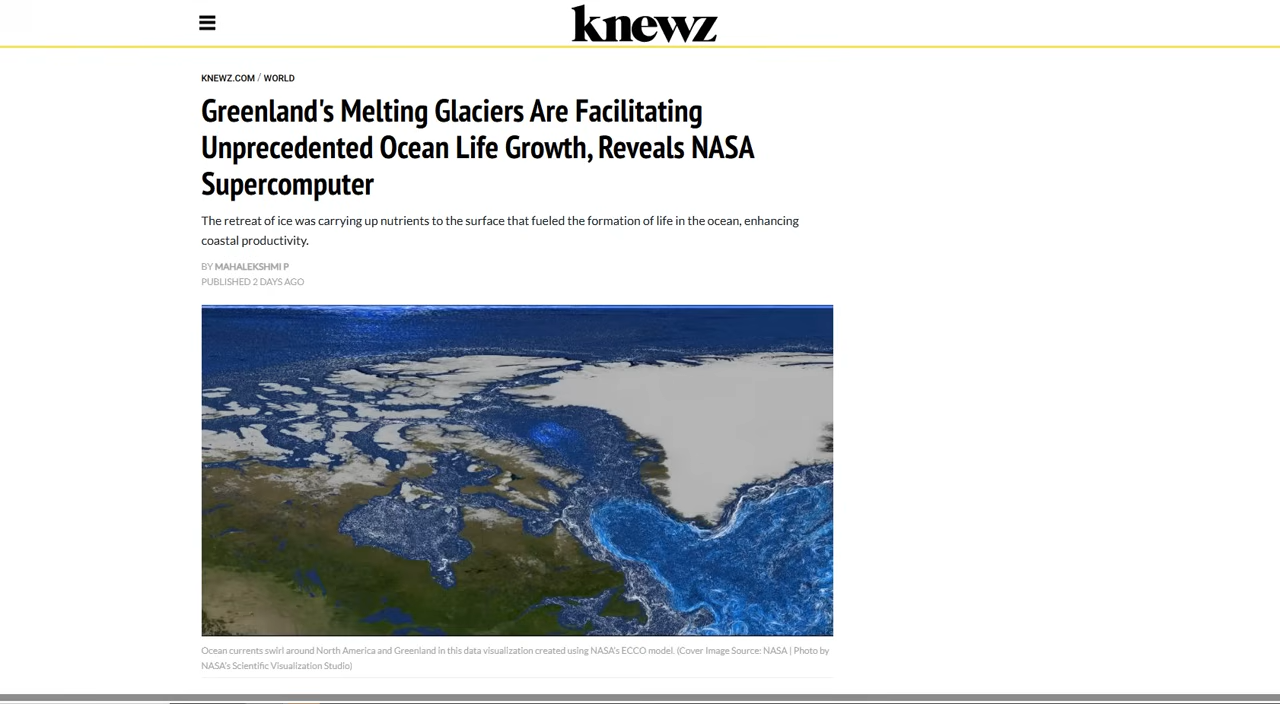 knewz
KNEWZ.COM / WORLD
Greenland's Melting Glaciers Are Facilitating
Unprecedented Ocean Life Growth, Reveals NASA
Supercomputer
The retreat of ice was carrying up nutrients to the surface that fueled the formation of life in the ocean, enhancing
coastal productivity.
BY MAHALEKSHMI P
PUBLISHED 2 DAYS AGO
Ocean currents swirl around North America and Greenland in this data visualization created using NASA's ECCO model. (Cover Image Source: NASA | Photo by
NASA's Scientific Visualization Studio)